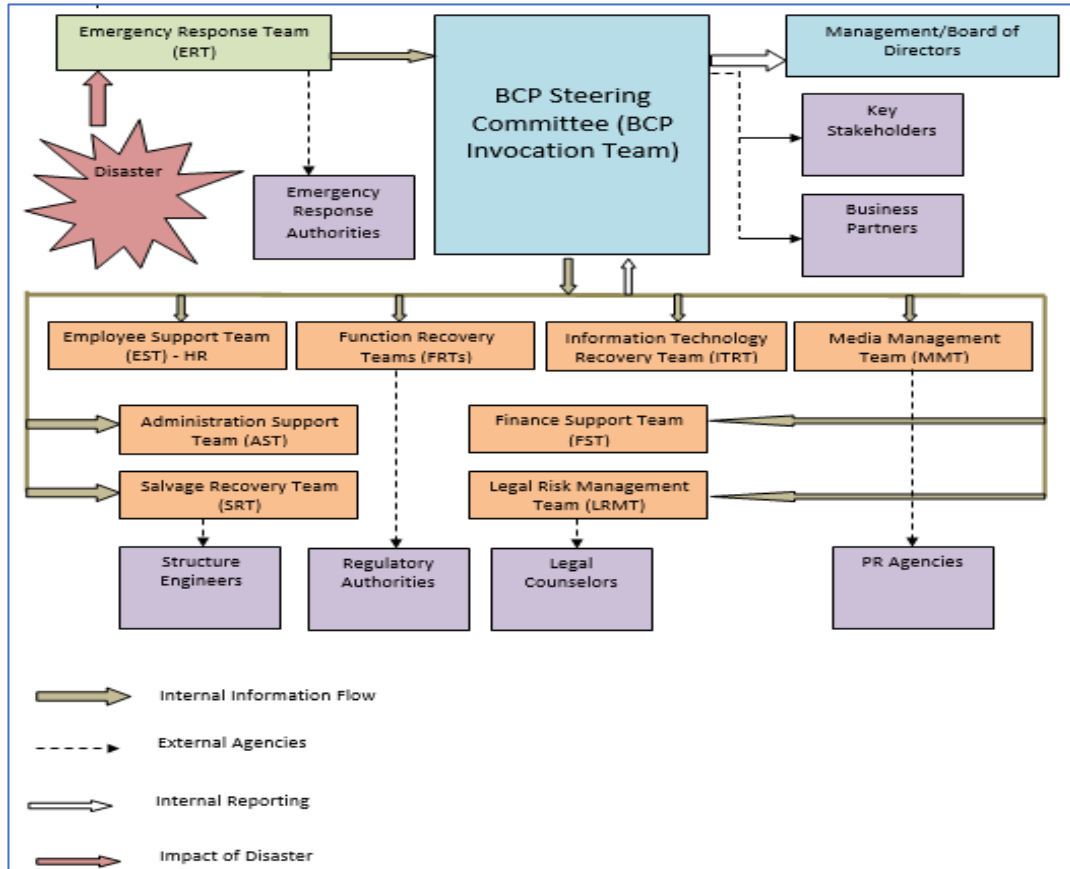 Emergency Response Team
(ERT)
Management/Board of
Directors
BCP Steering
Committee (BCP
Invocation Team)
Key
Stakeholders
Disaster
Emergency
Response
Authorities
Business
Partners
Employee Support Team
(EST) - HR
Function Recovery
Teams (FRTs)
Information Technology
Recovery Team (ITRT)
Media Management
Team (MMT)
Administration Support
Team (AST)
Finance Support Team
(FST)
Salvage Recovery Team
(SRT)
Legal Risk Management
Team (LRMT)
Structure
Engineers
Regulatory
Authorities
Legal
Counselors
PR Agencies
Internal Information Flow
External Agencies
Internal Reporting
Impact of Disaster